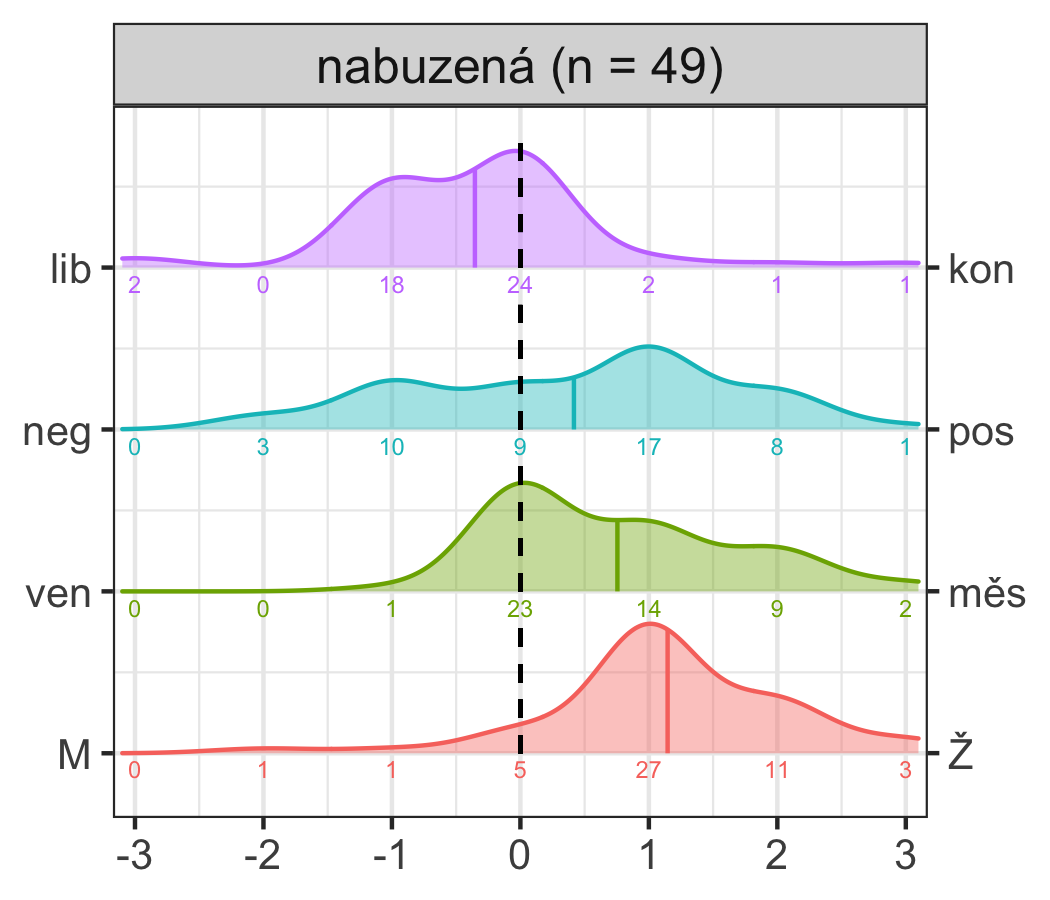 nabuzená (n = 49)
lib kon
2 0 18 24 2 1 1
neg pos
0 3 10 9 17 8 1
ven měs
0 0 1 23 14 9 2
M Ž
0 1 1 5 27 11 3
-3 -2 -1 0 1 2 3